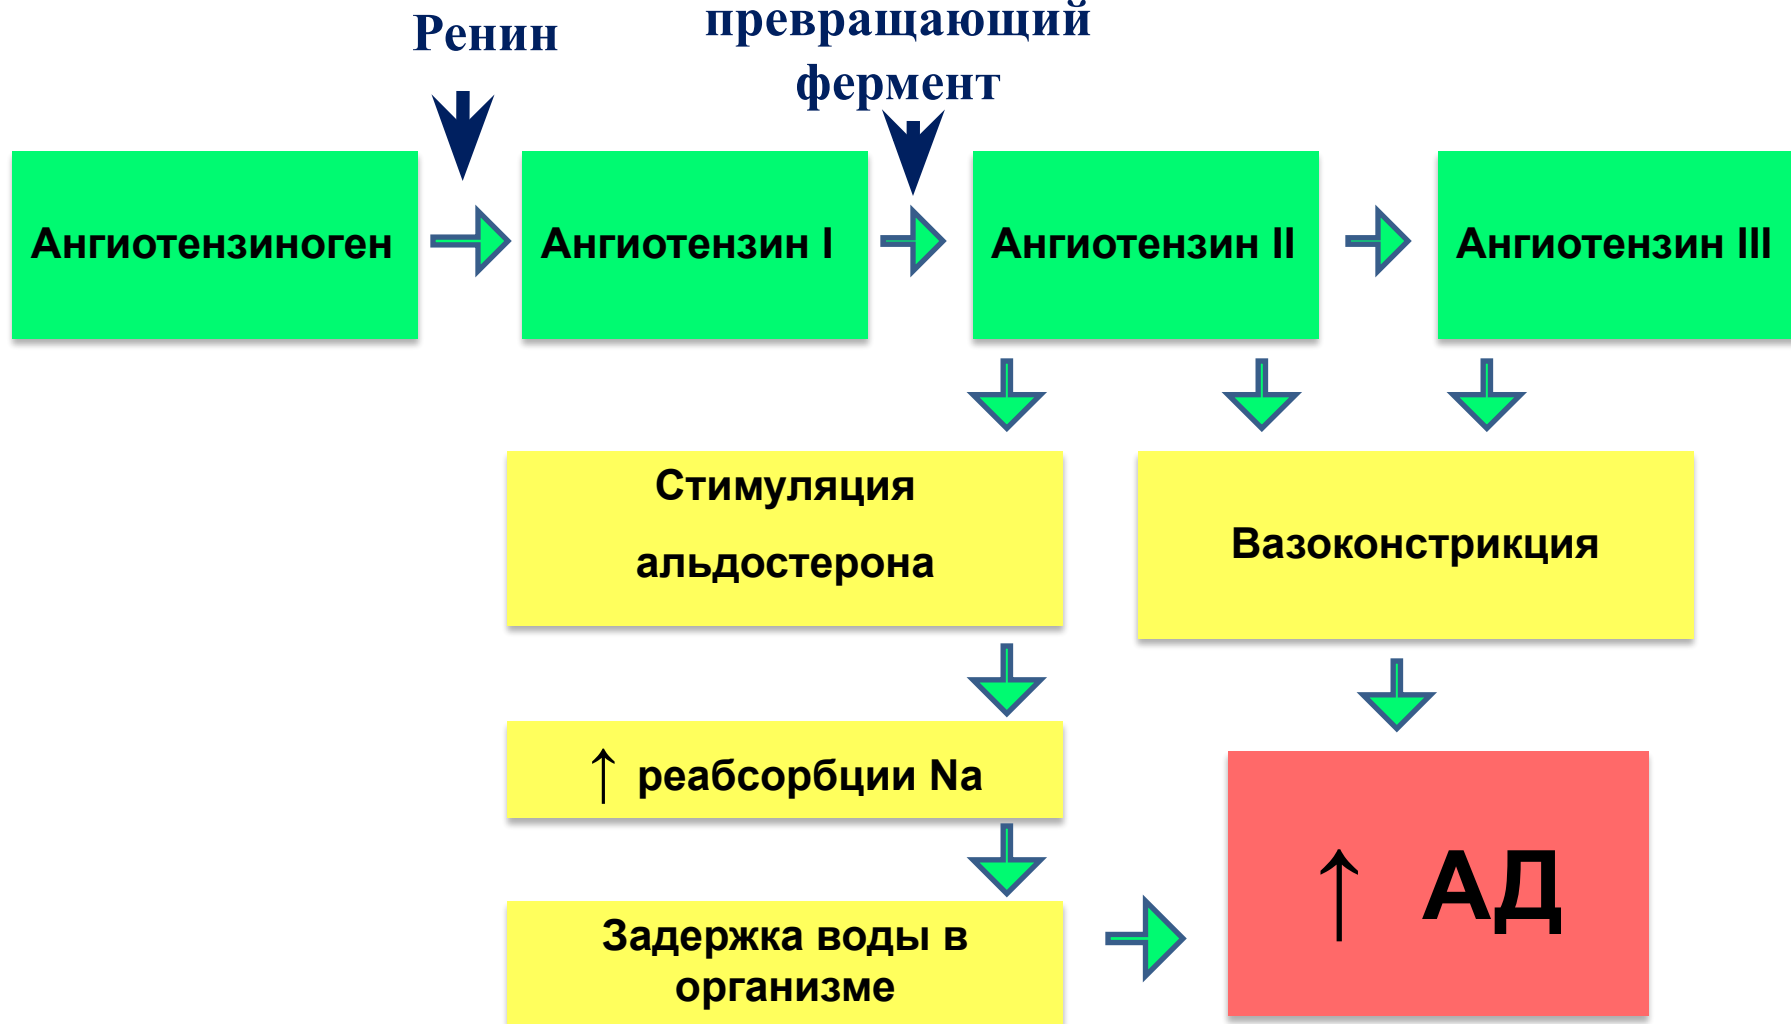 Ренин
превращающий
фермент
Ангиотензиноген
Ангиотензин I
Ангиотензин II
Ангиотензин III
Стимуляция
альдостерона
Вазоконстрикция
↑ реабсорбции Na
↑ АД
Задержка воды в
организме